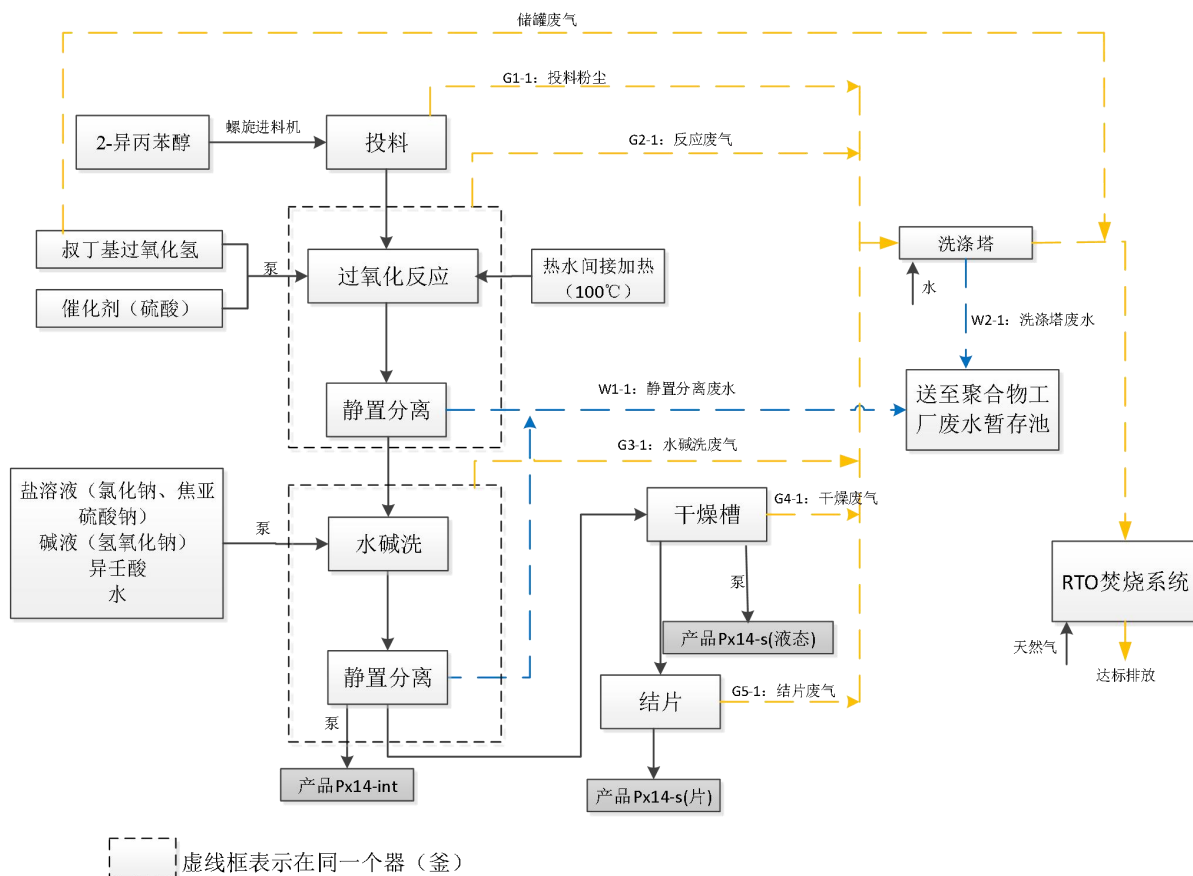 储罐废气
G1-1：投料粉尘
2-异丙苯醇
螺旋进料机
投料
G2-1：反应废气
叔丁基过氧化氢
泵
过氧化反应
热水间接加热
（100℃）
洗涤塔
水
催化剂（硫酸）
W2-1：洗涤塔废水
静置分离
W1-1：静置分离废水
送至聚合物工
厂废水暂存池
G3-1：水碱洗废气
盐溶液（氯化钠、焦亚
硫酸钠）
碱液（氢氧化钠）
异壬酸
水
泵
水碱洗
干燥槽
G4-1：干燥废气
泵
RTO焚烧系统
产品Px14-s(液态)
天然气
达标排放
静置分离
结片
G5-1：结片废气
泵
产品Px14-int
产品Px14-s(片)
虚线框表示在同一个器（釜）